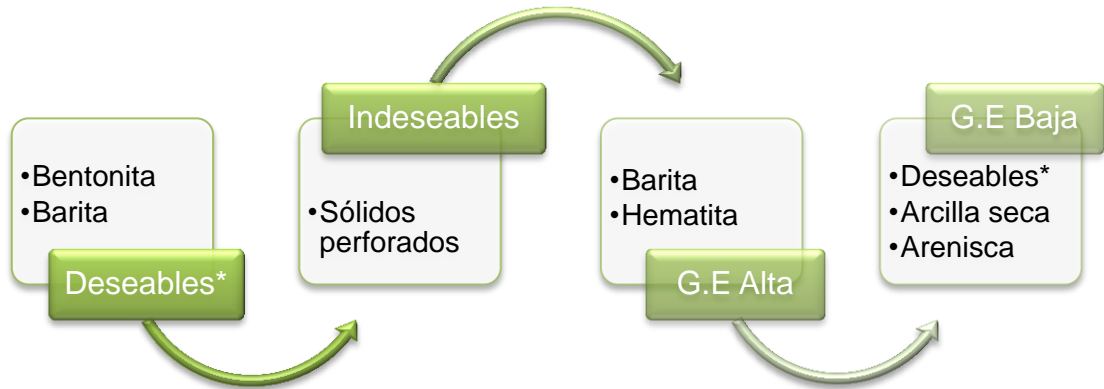 •Bentonita
•Barita
Deseables*
Indeseables
•Sólidos
perforados
•Barita
•Hematita
G.E Alta
G.E Baja
•Deseables*
•Arcilla seca
•Arenisca